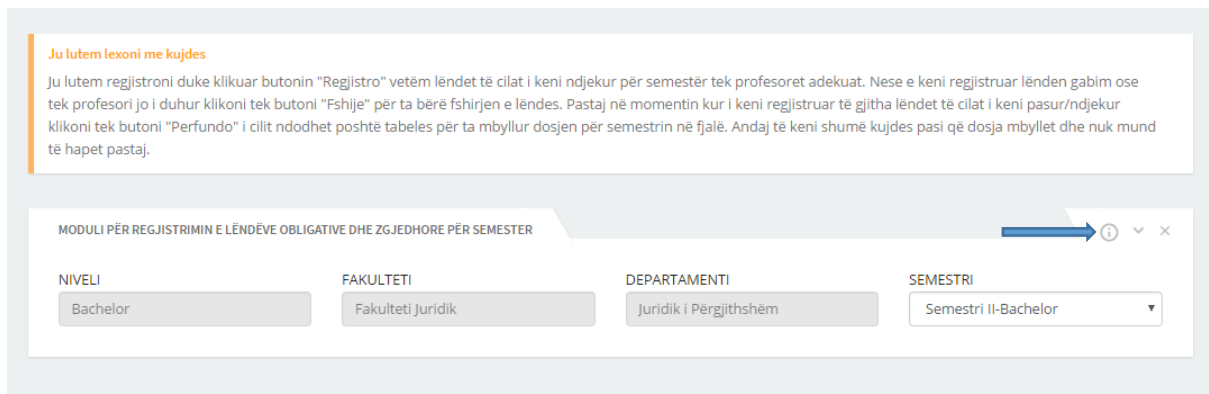 Ju lutem lexoni me kujdes
Ju lutem regjistroni duke klikuar butonin "Regjistro" vetëm lëndet të cilat i keni ndjekur për semestër tek profesoret adekuat. Nese e keni regjistruar lënden gabim ose
tek profesori jo i duhur klikoni tek butoni "Fshije" për ta bërë fshirjen e lëndes. Pastaj në momentin kur i keni regjistruar të gjitha lëndet të cilat i keni pasur/ndjekur
klikoni tek butoni "Perfundo" i cilit ndodhet poshtë tabeles për ta mbyllur dosjen për semestrin në fjalë. Andaj të keni shumë kujdes pasi që dosja mbyllet dhe nuk mund
të hapet pastaj.
MODULI PËR REGJISTRIMIN E LËNDËVE OBLIGATIVE DHE ZGJEDHORE PËR SEMESTER
NIVELI FAKULTETI DEPARTAMENTI SEMESTRI
Bachelor Fakulteti Juridik Juridik i Përgjithshëm Semestri II-Bachelor